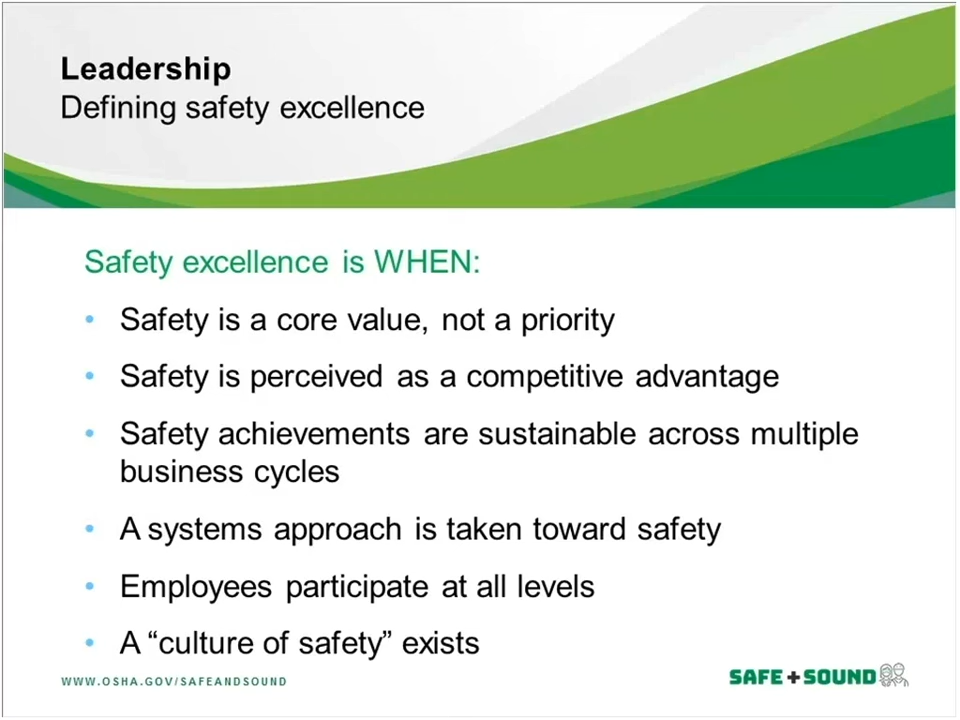 Leadership
Defining safety excellence
Safety excellence is WHEN:
• Safety is a core value, not a priority
• Safety is perceived as a competitive advantage
• Safety achievements are sustainable across multiple
business cycles
• A systems approach is taken toward safety
• Employees participate at all levels
• A “culture of safety” exists
WWW.OSHA.GOV/SAFEANDSOUND
SAFE + SOUND